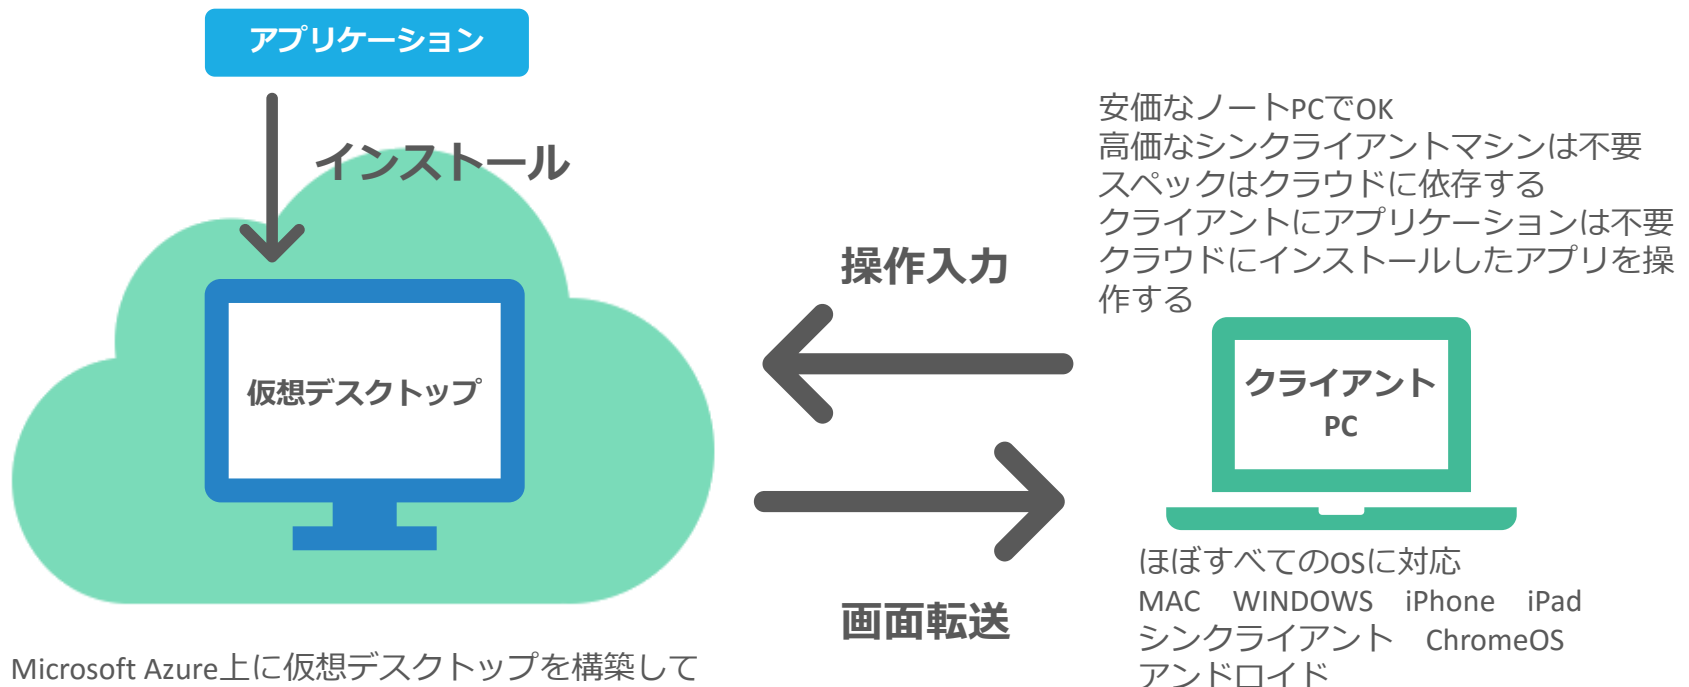 アプリケーション
インストール
仮想デスクトップ
Microsoft Azure上に仮想デスクトップを構築して
操作入力
画面転送
安価なノートPCでOK
高価なシンクライアントマシンは不要
スペックはクラウドに依存する
クライアントにアプリケーションは不要
クラウドにインストールしたアプリを操
作する
クライアント
PC
ほぼすべてのOSに対応
MAC　WINDOWS　iPhone　iPad
シンクライアント　ChromeOS
アンドロイド